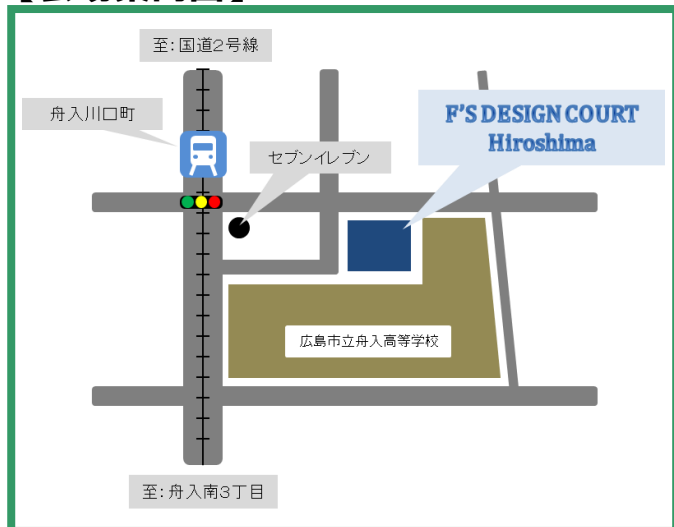 至：国道2号線
舟入川口町
F'S DESIGN COURT
Hiroshima
セブンイレブン
広島市立舟入高等学校
至：舟入南3丁目